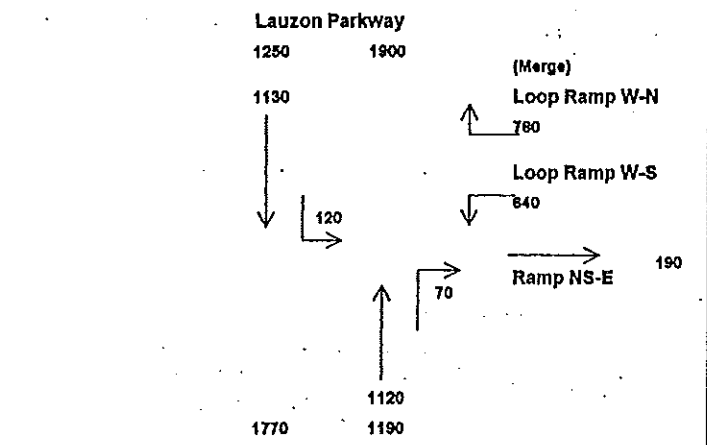 Lauzon Parkway
1250 1900
(Merge)
1130 Loop Ramp W-N
780
Loop Ramp W-S
640
120
190
Ramp NS-E
70
1120
1770 1190